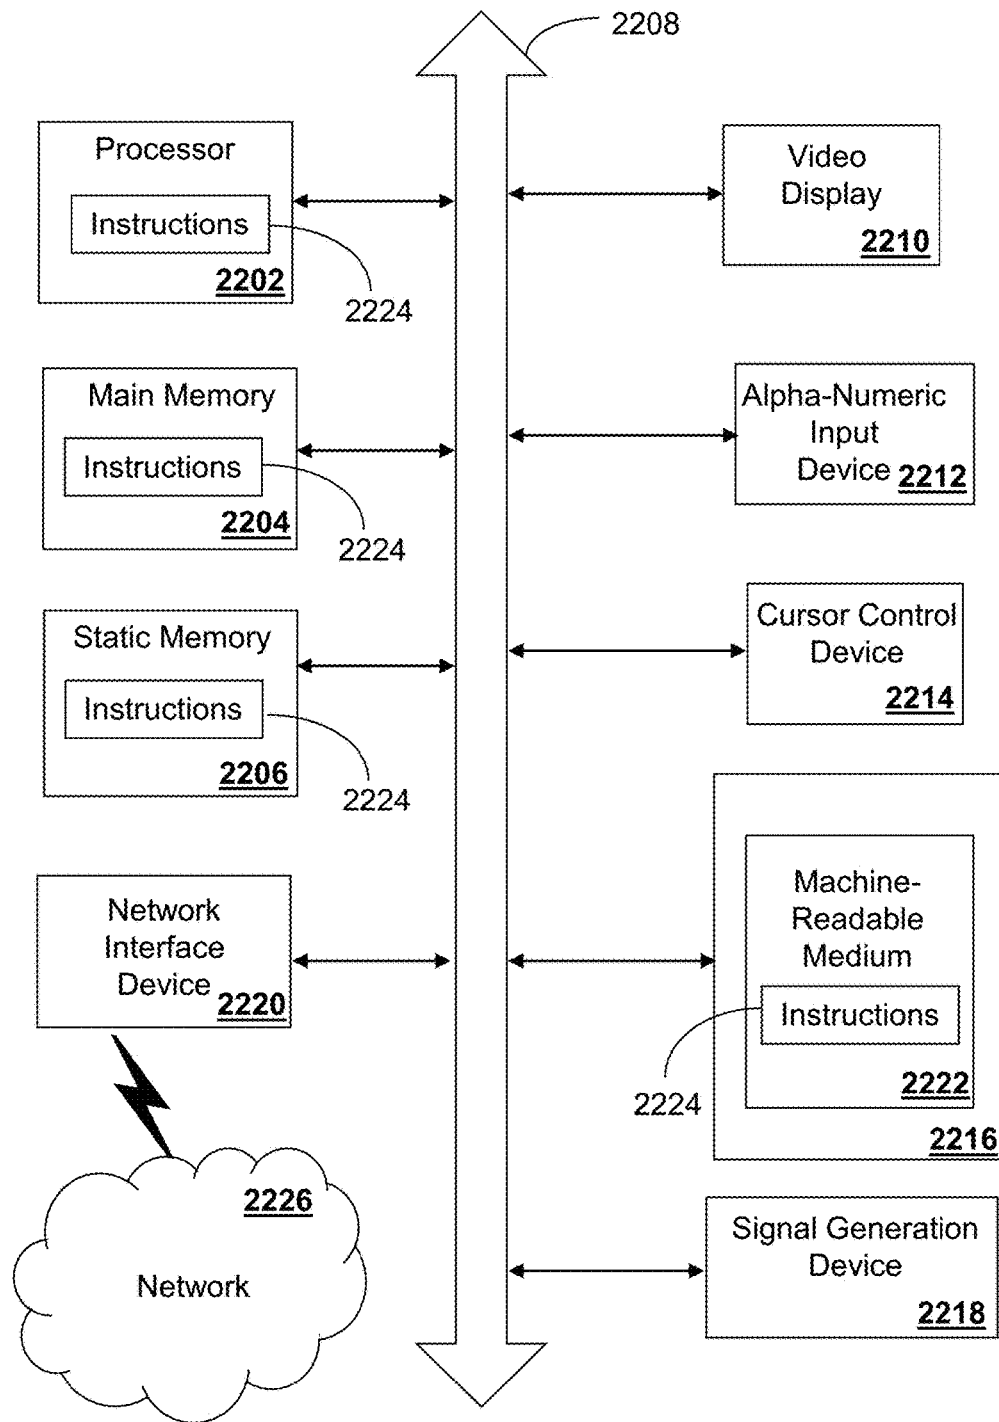 2208
Processor
Instructions
2202
2224
Main Memory
Instructions
2204
2224
Static Memory
Instructions
2206
2224
Network
Interface
Device
2220
2226
Network
Video
Display
2210
Alpha-Numeric
Input
Device
2212
Cursor Control
Device
2214
Machine-
Readable
Medium
Instructions
2224
2222
2216
Signal Generation
Device
2218